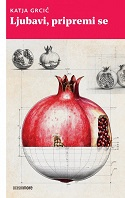 KATJA GRCIĆ
Ljubavi, pripremi se